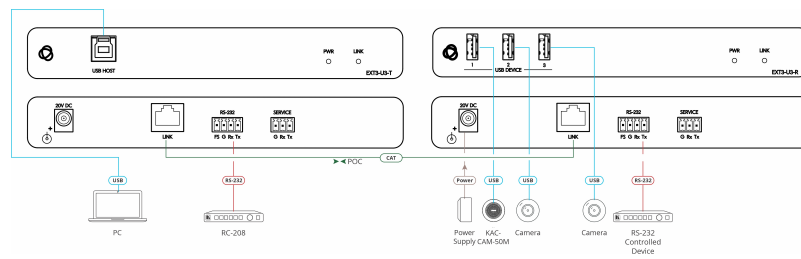 USB HOST
PWR LINK
EXT3-U3-T
1 2 3
USB DEVICE
PWR LINK
EXT3-U3-R
20V DC
+
LINK
RS-232
FS G Rx Tx
SERVICE
G Rx Tx
20V DC
+
LINK
RS-232
FS G Rx Tx
SERVICE
G Rx Tx
POC
CAT
USB
RS-232
Power
USB
USB
USB
RS-232
PC
RC-208
Power
Supply
KAC-
CAM-50M
Camera
Camera
RS-232
Controlled
Device